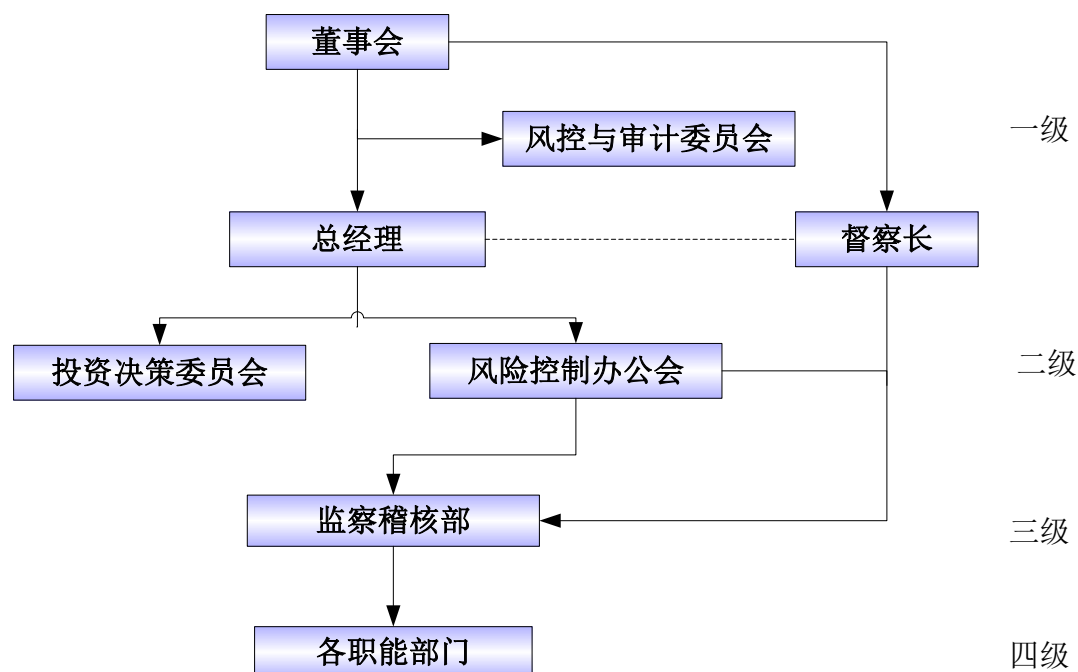 董事会
风控与审计委员会
一级
总经理
督察长
投资决策委员会
风险控制办公会
二级
监察稽核部
三级
各职能部门
四级